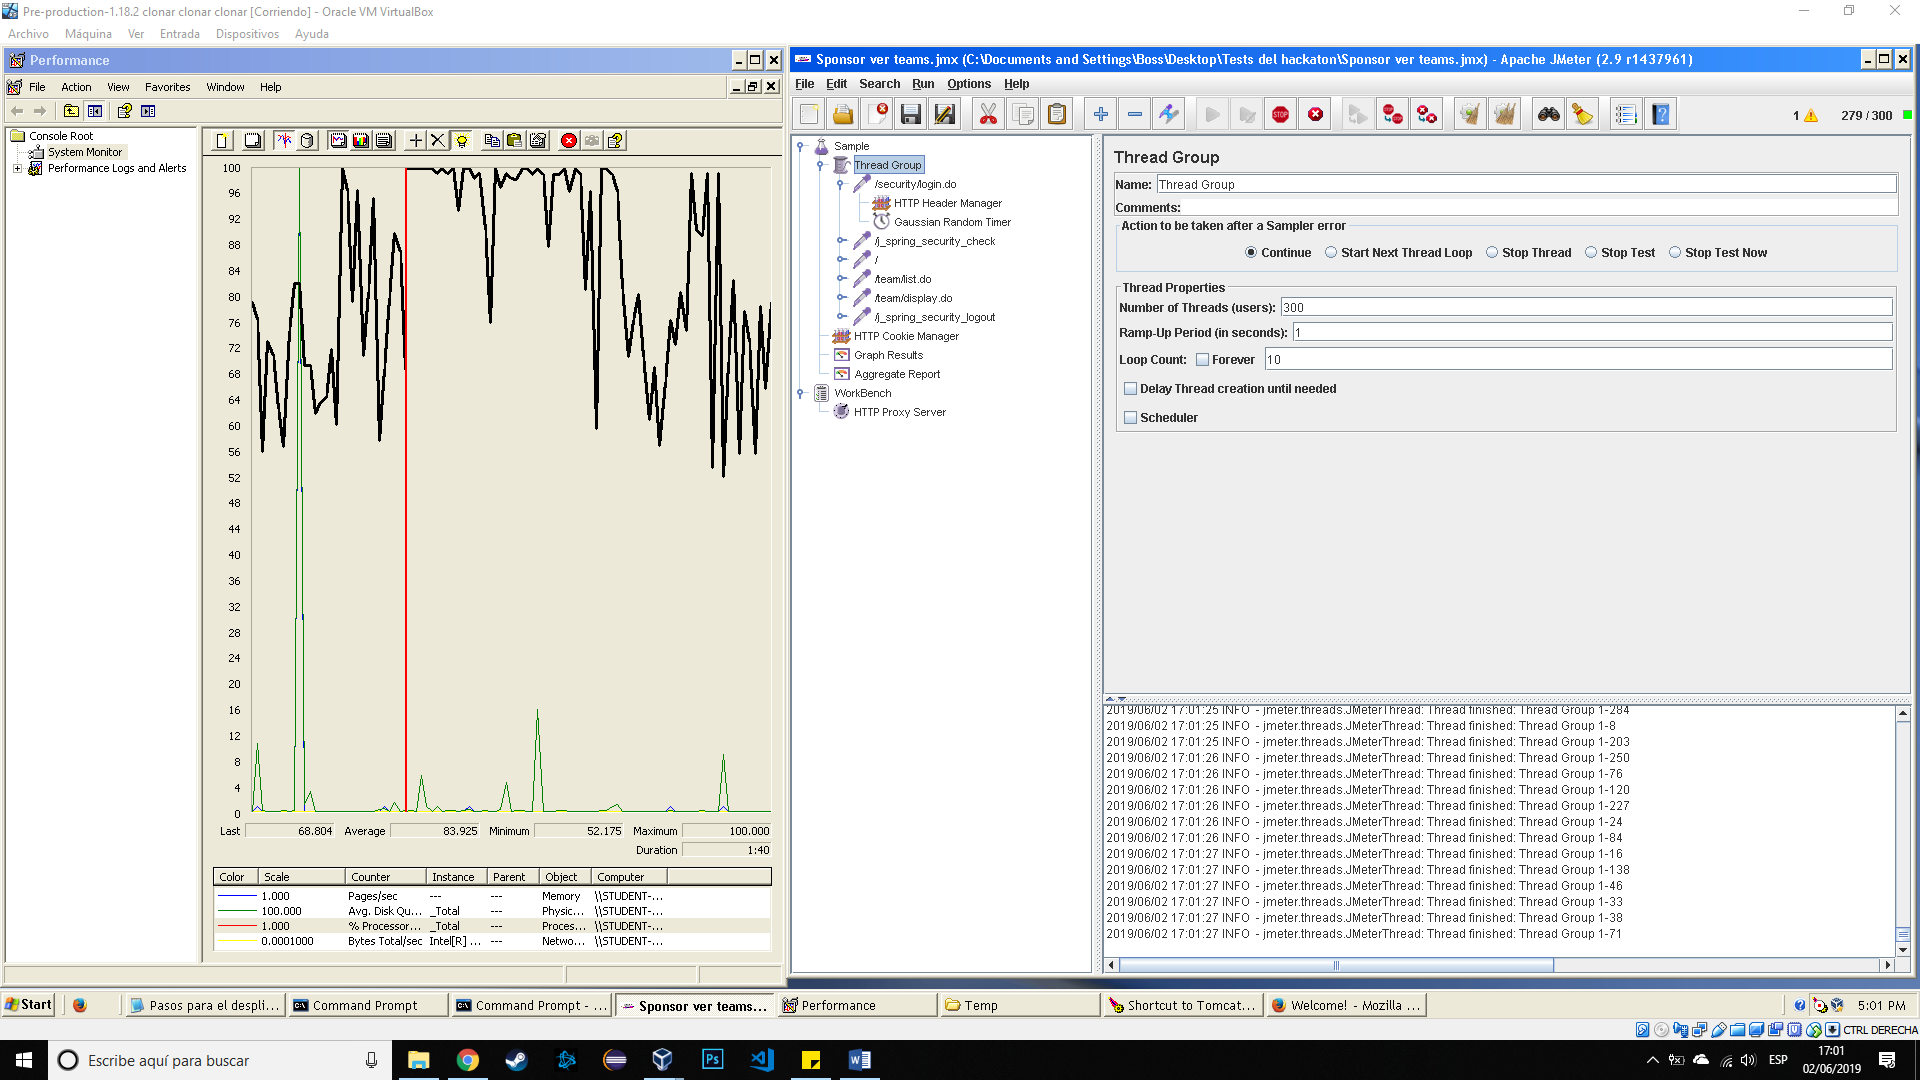 Pre-production-1.18.2 clonar clonar clonar [Corriendo] - Oracle VM VirtualBox
Archivo Máquina Ver Entrada Dispositivos Ayuda
Performance
File Action View Favorites Window Help
Console Root
System Monitor
Performance Logs and Alerts
100
96
92
88
84
80
76
72
68
64
60
56
52
48
44
40
36
32
28
24
20
16
12
8
4
0
Last 68.804 Average 83.925 Minimum 52.175 Maximum 100.000
Duration 1:40
Color Scale Counter Instance Parent Object Computer
1.000 Pages/sec --- --- Memory \\STUDENT-...
100.000 Avg. Disk Qu... _Total --- Physic... \\STUDENT-...
1.000 % Processor... _Total --- Proces... \\STUDENT-...
0.0001000 Bytes Total/sec Intel[R] ... --- Netwo... \\STUDENT-...
Sponsor ver teams.jmx (C:\Documents and Settings\Boss\Desktop\Tests del hackaton\Sponsor ver teams.jmx) - Apache JMeter (2.9 r1437961)
File Edit Search Run Options Help
STOP
1 279 / 300
Sample
Thread Group
/security/login.do
HTTP Header Manager
Gaussian Random Timer
/j_spring_security_check
/
/team/list.do
/team/display.do
/j_spring_security_logout
HTTP Cookie Manager
Graph Results
Aggregate Report
WorkBench
HTTP Proxy Server
Thread Group
Name: Thread Group
Comments:
Action to be taken after a Sampler error
Continue Start Next Thread Loop Stop Thread Stop Test Stop Test Now
Thread Properties
Number of Threads (users): 300
Ramp-Up Period (in seconds): 1
Loop Count: Forever 10
Delay Thread creation until needed
Scheduler
2019/06/02 17:01:25 INFO - jmeter.threads.JMeterThread: Thread finished: Thread Group 1-284
2019/06/02 17:01:25 INFO - jmeter.threads.JMeterThread: Thread finished: Thread Group 1-8
2019/06/02 17:01:25 INFO - jmeter.threads.JMeterThread: Thread finished: Thread Group 1-203
2019/06/02 17:01:26 INFO - jmeter.threads.JMeterThread: Thread finished: Thread Group 1-250
2019/06/02 17:01:26 INFO - jmeter.threads.JMeterThread: Thread finished: Thread Group 1-76
2019/06/02 17:01:26 INFO - jmeter.threads.JMeterThread: Thread finished: Thread Group 1-120
2019/06/02 17:01:26 INFO - jmeter.threads.JMeterThread: Thread finished: Thread Group 1-227
2019/06/02 17:01:26 INFO - jmeter.threads.JMeterThread: Thread finished: Thread Group 1-24
2019/06/02 17:01:26 INFO - jmeter.threads.JMeterThread: Thread finished: Thread Group 1-84
2019/06/02 17:01:27 INFO - jmeter.threads.JMeterThread: Thread finished: Thread Group 1-16
2019/06/02 17:01:27 INFO - jmeter.threads.JMeterThread: Thread finished: Thread Group 1-138
2019/06/02 17:01:27 INFO - jmeter.threads.JMeterThread: Thread finished: Thread Group 1-46
2019/06/02 17:01:27 INFO - jmeter.threads.JMeterThread: Thread finished: Thread Group 1-33
2019/06/02 17:01:27 INFO - jmeter.threads.JMeterThread: Thread finished: Thread Group 1-38
2019/06/02 17:01:27 INFO - jmeter.threads.JMeterThread: Thread finished: Thread Group 1-71
Start Pasos para el despli... Command Prompt Command Prompt - ... Sponsor ver teams... Performance Temp Shortcut to Tomcat... Welcome! - Mozilla ... 5:01 PM
CTRL DERECHA
Escribe aquí para buscar
Ps
ESP
17:01
02/06/2019